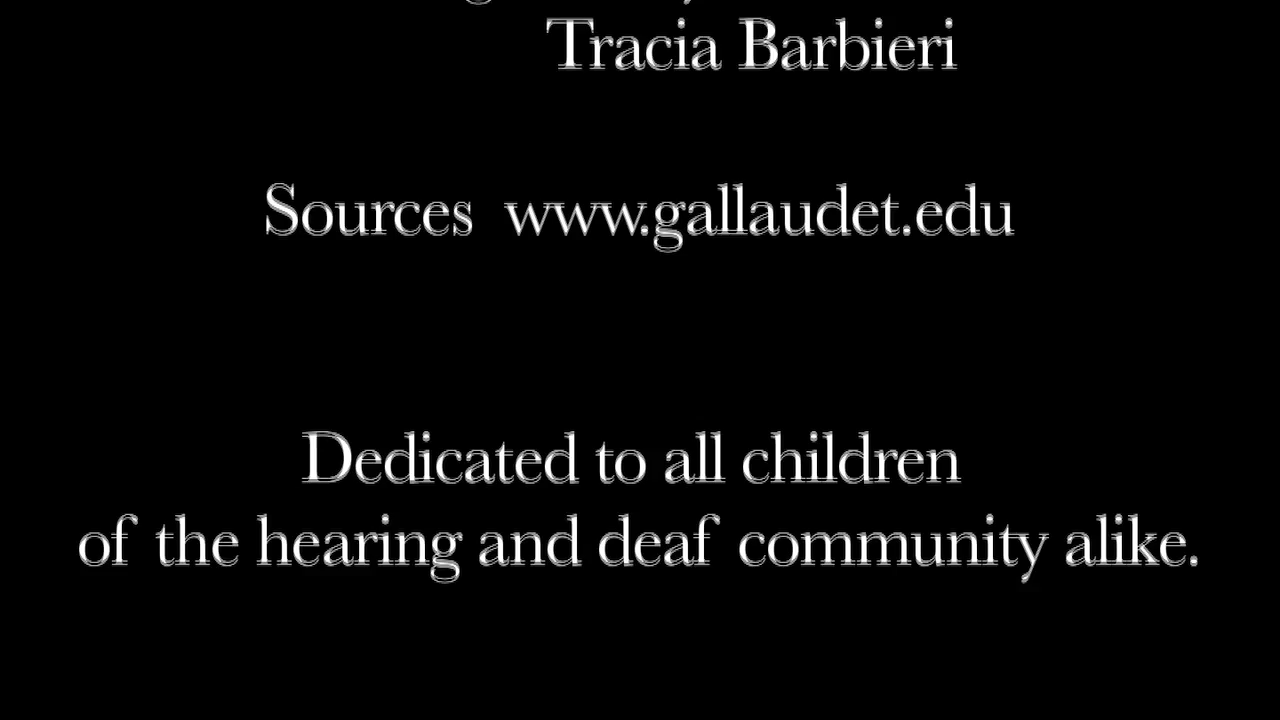 Tracia Barbieri
Sources www.gallaudet.edu
Dedicated to all children
of the hearing and deaf community alike.